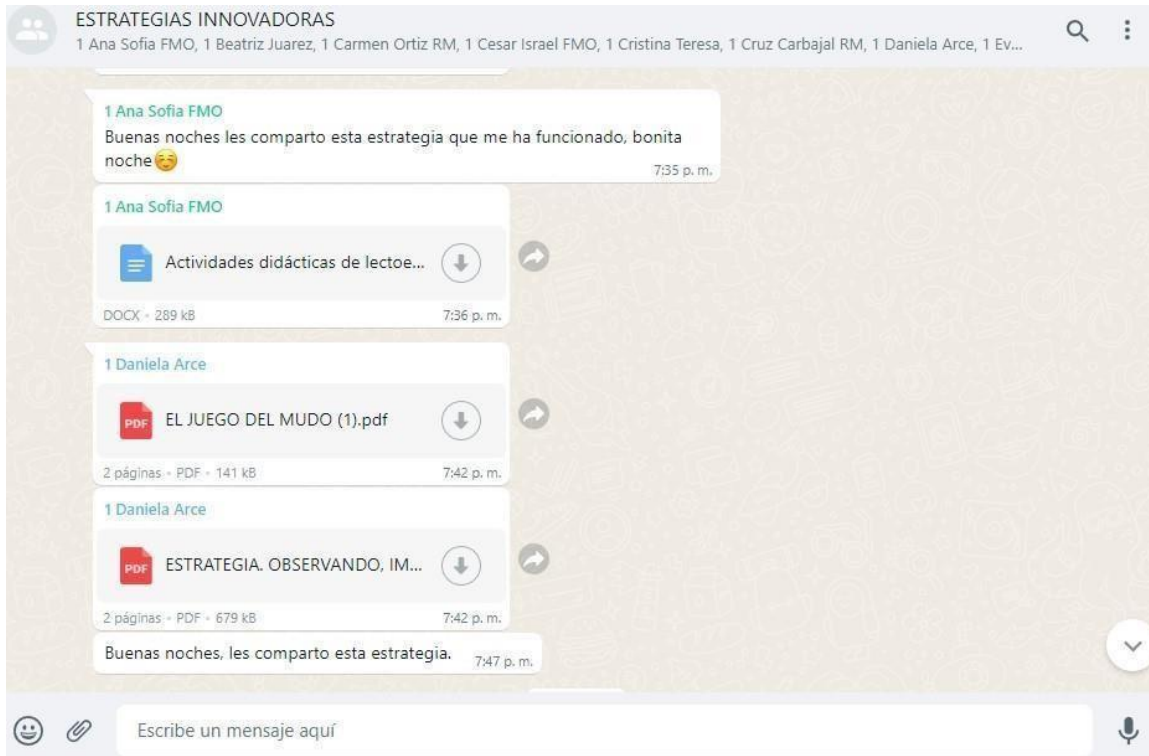 ESTRATEGIAS INNOVADORAS
1 Ana Sofia FMO, 1 Beatriz Juarez, 1 Carmen Ortiz RM, 1 Cesar Israel FMO, 1 Cristina Teresa, 1 Cruz Carbajal RM, 1 Daniela Arce, 1 Ev...
1 Ana Sofia FMO
Buenas noches les comparto esta estrategia que me ha funcionado, bonita
noche☺️
7:35 p. m.
1 Ana Sofia FMO
Actividades didácticas de lectoe...
DOCX • 289 kB 7:36 p. m.
1 Daniela Arce
PDF EL JUEGO DEL MUDO (1).pdf
2 páginas • PDF • 141 kB 7:42 p. m.
1 Daniela Arce
PDF ESTRATEGIA. OBSERVANDO, IM...
2 páginas • PDF • 679 kB 7:42 p. m.
Buenas noches, les comparto esta estrategia. 7:47 p. m.
Escribe un mensaje aquí